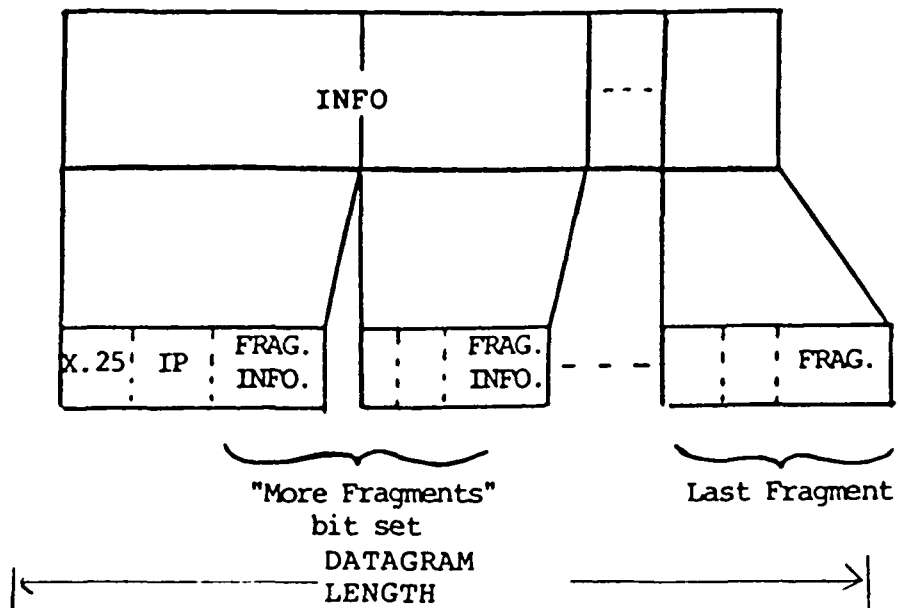 INFO
X.25 IP FRAG. INFO.
FRAG. INFO.
FRAG.
"More Fragments"
bit set
Last Fragment
DATAGRAM
LENGTH